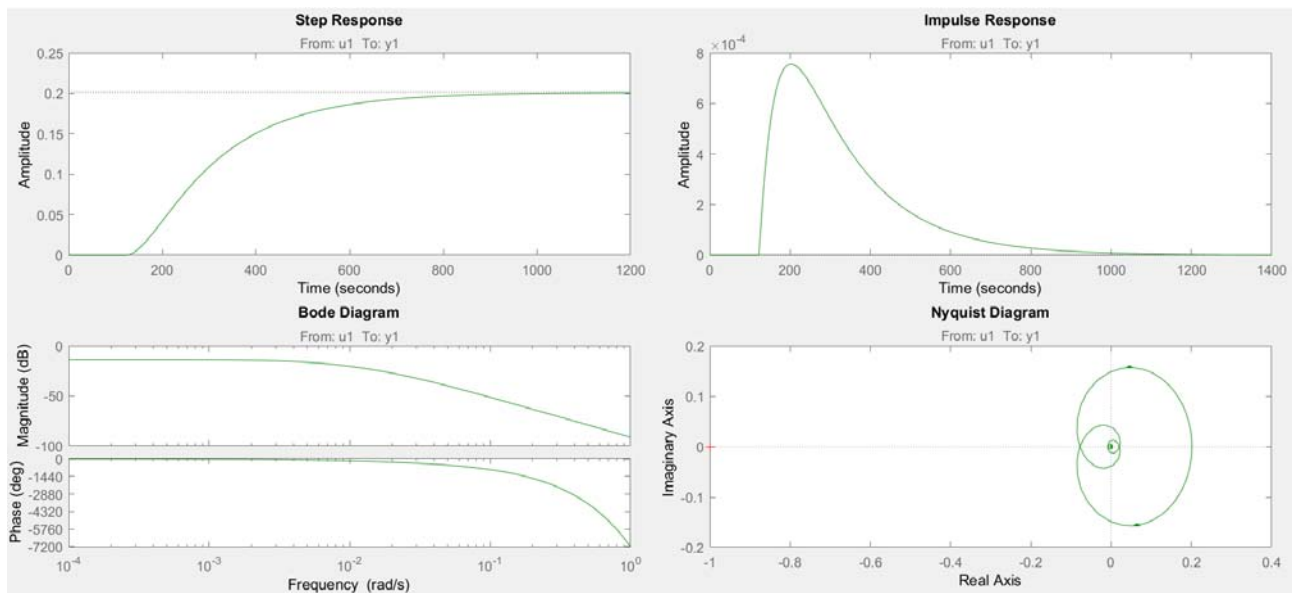 Step Response
From: u1 To: y1
0.25
0.2
0.15
0.1
0.05
0
Amplitude
0 200 400 600 800 1000 1200
Time (seconds)
Impulse Response
From: u1 To: y1
×10-4
8
6
4
2
0
Amplitude
0 200 400 600 800 1000 1200 1400
Time (seconds)
Bode Diagram
From: u1 To: y1
0
-50
-100
Magnitude (dB)
0
-1440
-2880
-4320
-5760
-7200
Phase (deg)
10-4 10-3 10-2 10-1 100
Frequency (rad/s)
Nyquist Diagram
From: u1 To: y1
0.2
0.1
0
-0.1
-0.2
Imaginary Axis
-1 -0.8 -0.6 -0.4 -0.2 0 0.2 0.4
Real Axis